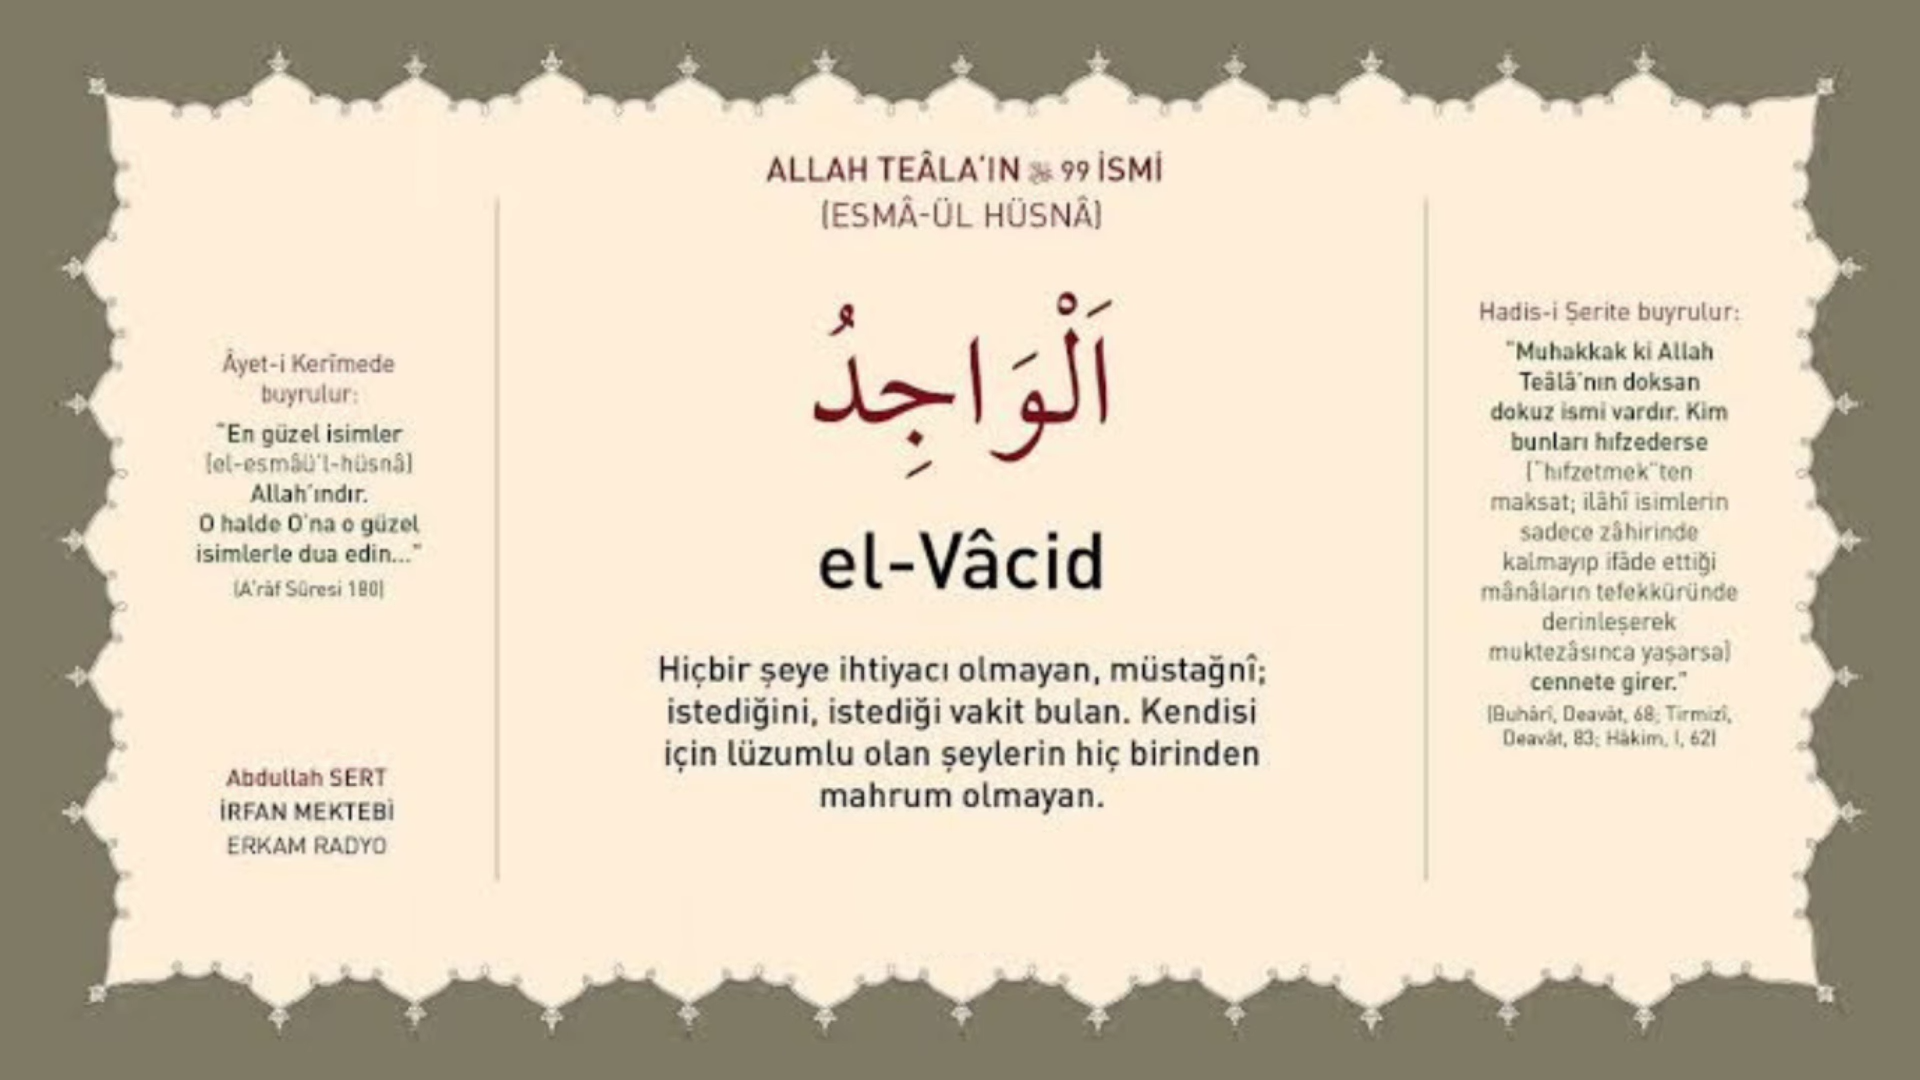 ALLAH TEÂLA'IN ﷻ 99 İSMİ
(ESMÂ-ÜL HÜSNÂ)
اَلْوَاجِدُ
el-Vâcid
Hiçbir şeye ihtiyacı olmayan, müstağnî;
istediğini, istediği vakit bulan. Kendisi
için lüzumlu olan şeylerin hiç birinden
mahrum olmayan.
Âyet-i Kerîmede
buyrulur:
"En güzel isimler
(el-esmâü'l-hüsnâ)
Allah'ındır.
O halde O'na o güzel
isimlerle dua edin..."
(A'râf Sûresi 180)
Abdullah SERT
İRFAN MEKTEBİ
ERKAM RADYO
Hadis-i Şerite buyrulur:
"Muhakkak ki Allah
Teâlâ'nın doksan
dokuz ismi vardır. Kim
bunları hıfzederse
("hıfzetmek"ten
maksat; ilâhî isimlerin
sadece zâhirinde
kalmayıp ifâde ettiği
mânâların tefekküründe
derinleşerek
muktezâsınca yaşarsa)
cennete girer."
(Buhârî, Deavât, 68; Tirmizî,
Deavât, 83; Hâkim, I, 62)